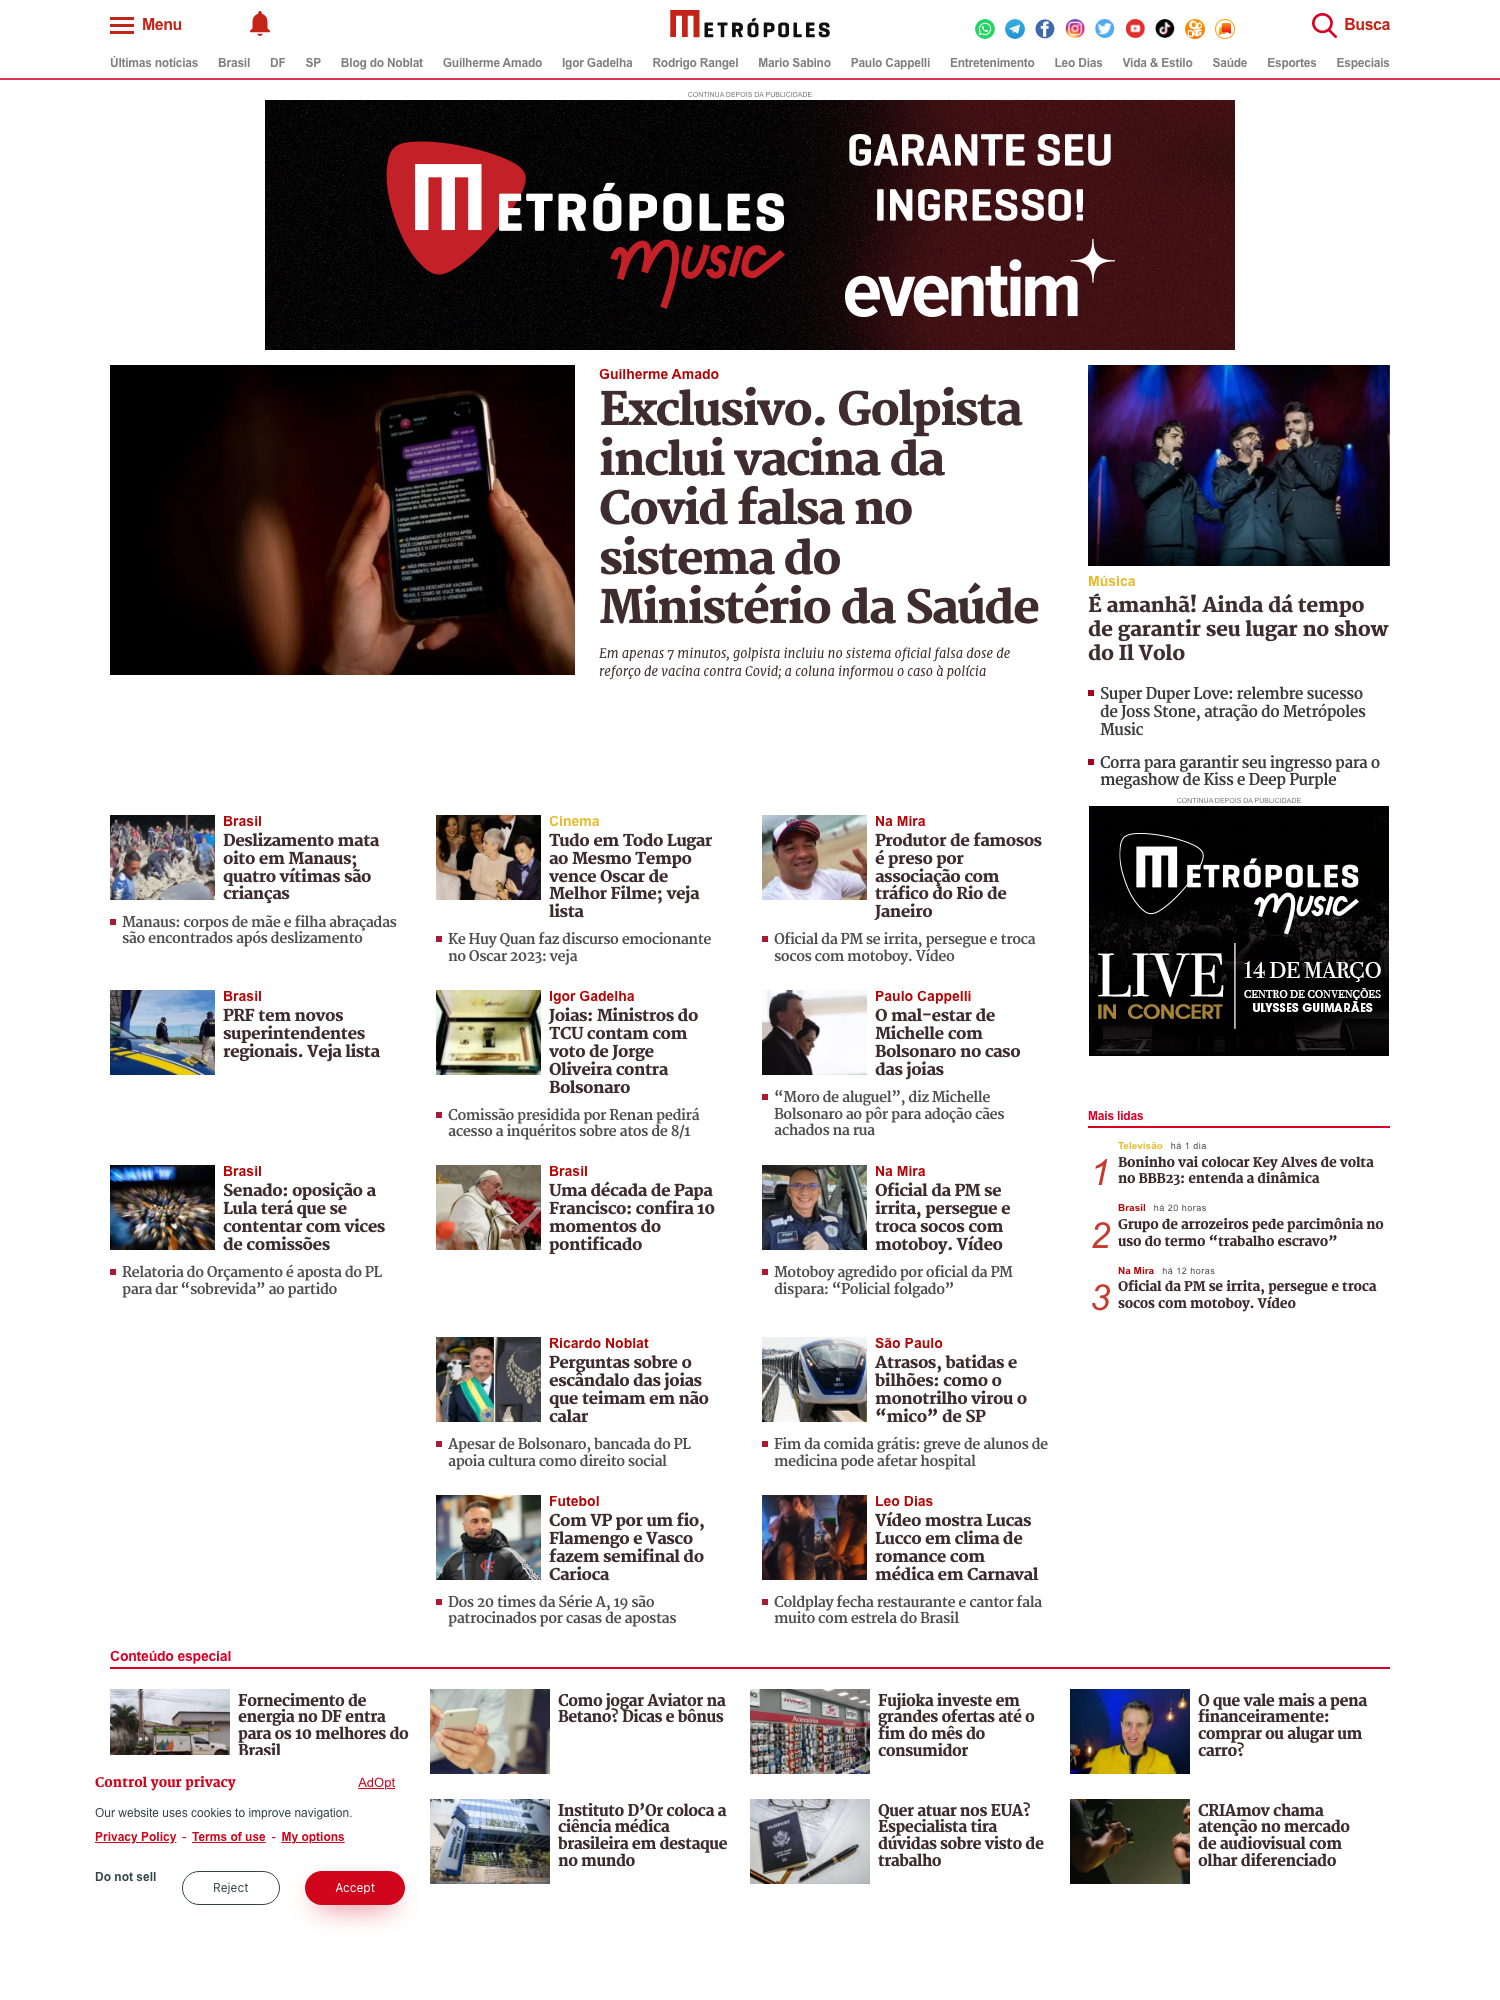 Menu
METRÓPOLES
Busca
Últimas notícias Brasil DF SP Blog do Noblat Guilherme Amado Igor Gadelha Rodrigo Rangel Mario Sabino Paulo Cappelli Entretenimento Leo Dias Vida & Estilo Saúde Esportes Especiais
CONTINUA DEPOIS DA PUBLICIDADE
METRÓPOLES
music
GARANTE SEU
INGRESSO!
eventim
Guilherme Amado
Exclusivo. Golpista
inclui vacina da
Covid falsa no
sistema do
Ministério da Saúde
Em apenas 7 minutos, golpista incluiu no sistema oficial falsa dose de
reforço de vacina contra Covid; a coluna informou o caso à polícia
Música
É amanhã! Ainda dá tempo
de garantir seu lugar no show
do Il Volo
Super Duper Love: relembre sucesso
de Joss Stone, atração do Metrópoles
Music
Corra para garantir seu ingresso para o
megashow de Kiss e Deep Purple
CONTINUA DEPOIS DA PUBLICIDADE
METRÓPOLES
music
LIVE
IN CONCERT
14 DE MARÇO
CENTRO DE CONVENÇÕES
ULYSSES GUIMARÃES
Brasil
Deslizamento mata
oito em Manaus;
quatro vítimas são
crianças
Manaus: corpos de mãe e filha abraçadas
são encontrados após deslizamento
Cinema
Tudo em Todo Lugar
ao Mesmo Tempo
vence Oscar de
Melhor Filme; veja
lista
Ke Huy Quan faz discurso emocionante
no Oscar 2023: veja
Na Mira
Produtor de famosos
é preso por
associação com
tráfico do Rio de
Janeiro
Oficial da PM se irrita, persegue e troca
socos com motoboy. Vídeo
Brasil
PRF tem novos
superintendentes
regionais. Veja lista
Igor Gadelha
Joias: Ministros do
TCU contam com
voto de Jorge
Oliveira contra
Bolsonaro
Comissão presidida por Renan pedirá
acesso a inquéritos sobre atos de 8/1
Paulo Cappelli
O mal-estar de
Michelle com
Bolsonaro no caso
das joias
“Moro de aluguel”, diz Michelle
Bolsonaro ao pôr para adoção cães
achados na rua
Brasil
Senado: oposição a
Lula terá que se
contentar com vices
de comissões
Relatoria do Orçamento é aposta do PL
para dar “sobrevida” ao partido
Brasil
Uma década de Papa
Francisco: confira 10
momentos do
pontificado
Na Mira
Oficial da PM se
irrita, persegue e
troca socos com
motoboy. Vídeo
Motoboy agredido por oficial da PM
dispara: “Policial folgado”
Ricardo Noblat
Perguntas sobre o
escândalo das joias
que teimam em não
calar
Apesar de Bolsonaro, bancada do PL
apoia cultura como direito social
São Paulo
Atrasos, batidas e
bilhões: como o
monotrilho virou o
“mico” de SP
Fim da comida grátis: greve de alunos de
medicina pode afetar hospital
Futebol
Com VP por um fio,
Flamengo e Vasco
fazem semifinal do
Carioca
Dos 20 times da Série A, 19 são
patrocinados por casas de apostas
Leo Dias
Vídeo mostra Lucas
Lucco em clima de
romance com
médica em Carnaval
Coldplay fecha restaurante e cantor fala
muito com estrela do Brasil
Mais lidas
Televisão há 1 dia
1 Boninho vai colocar Key Alves de volta
no BBB23: entenda a dinâmica
Brasil há 20 horas
2 Grupo de arrozeiros pede parcimônia no
uso do termo “trabalho escravo”
Na Mira há 12 horas
3 Oficial da PM se irrita, persegue e troca
socos com motoboy. Vídeo
Conteúdo especial
Fornecimento de
energia no DF entra
para os 10 melhores do
Brasil
Como jogar Aviator na
Betano? Dicas e bônus
Fujioka investe em
grandes ofertas até o
fim do mês do
consumidor
O que vale mais a pena
financeiramente:
comprar ou alugar um
carro?
Instituto D’Or coloca a
ciência médica
brasileira em destaque
no mundo
Quer atuar nos EUA?
Especialista tira
dúvidas sobre visto de
trabalho
CRIAmov chama
atenção no mercado
de audiovisual com
olhar diferenciado
Control your privacy
AdOpt
Our website uses cookies to improve navigation.
Privacy Policy - Terms of use - My options
Do not sell
Reject
Accept